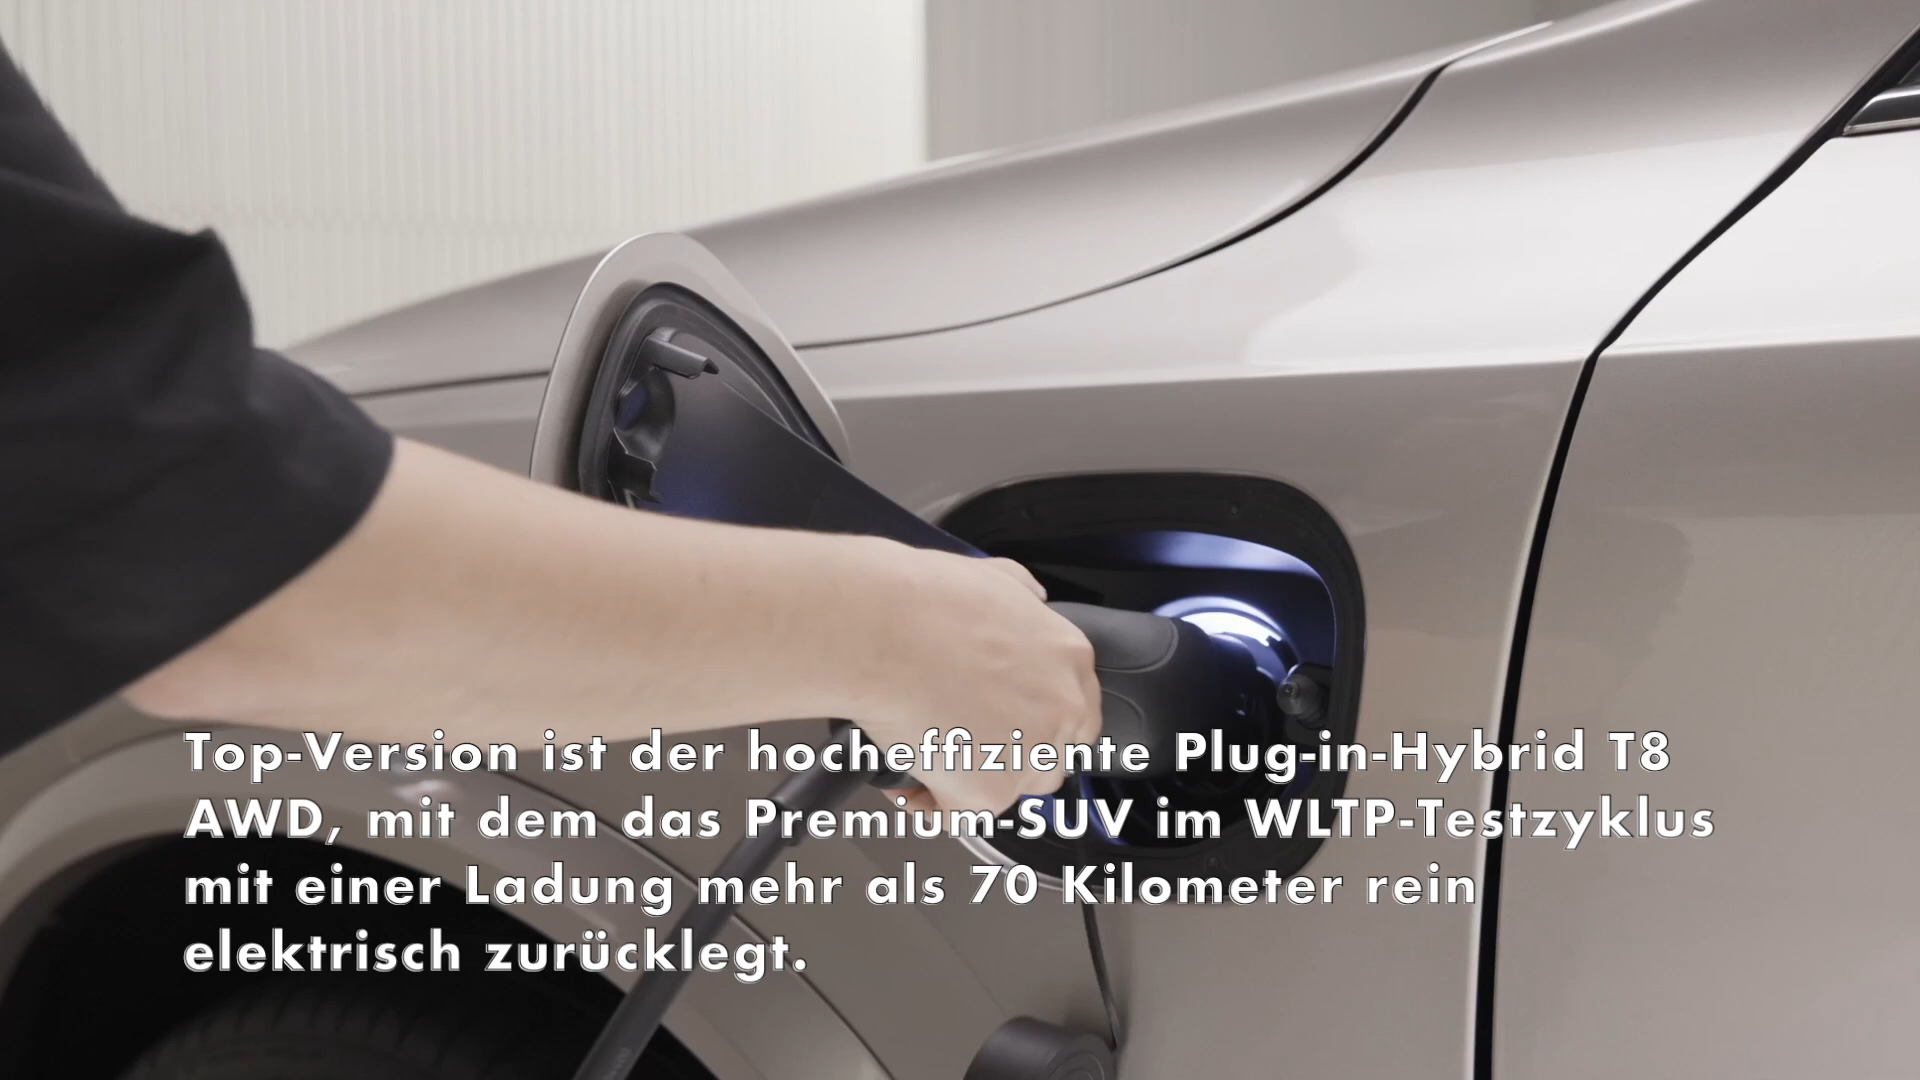 Top-Version ist der hocheffiziente Plug-in-Hybrid T8
AWD, mit dem das Premium-SUV im WLTP-Testzyklus
mit einer Ladung mehr als 70 Kilometer rein
elektrisch zurücklegt.